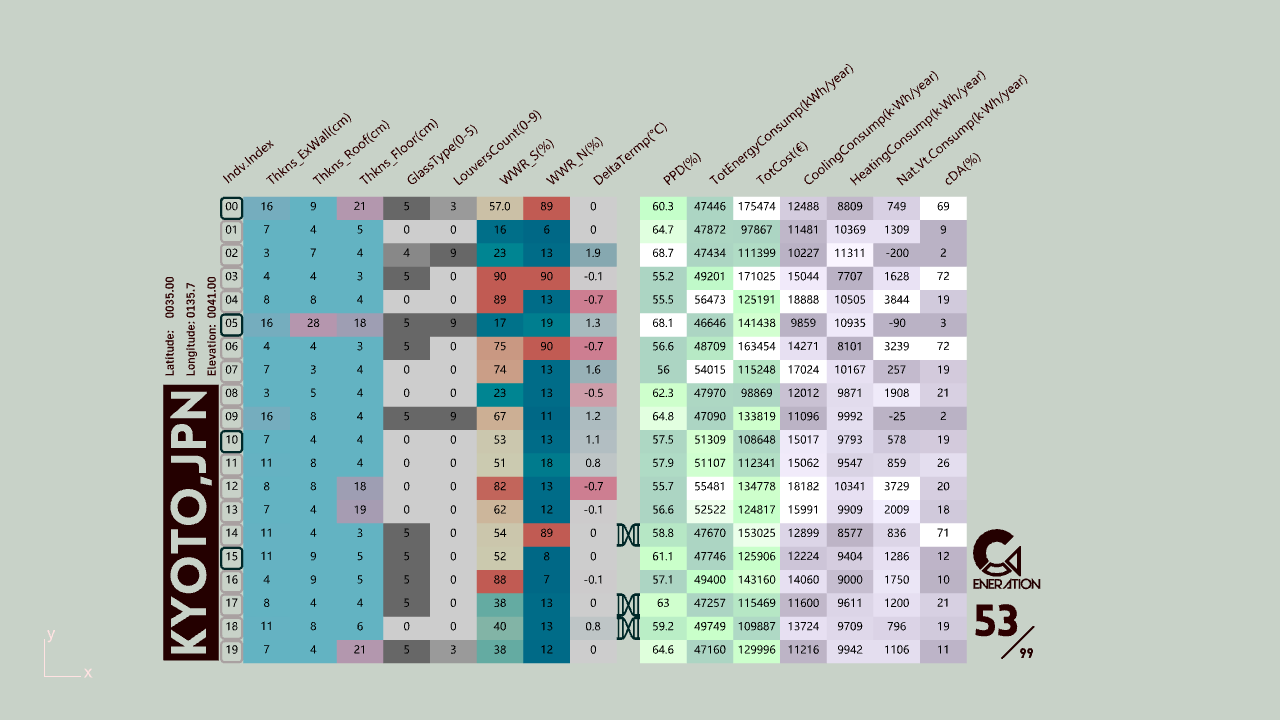 Indv.Index Thkns_ExWall(cm) Thkns_Roof(cm) Thkns_Floor(cm) GlassType(0-5) LouversCount(0-9) WWR_S(%) WWR_N(%) DeltaTermp(°C) PPD(%) TotEnergyConsump(kWh/year) TotCost(€) CoolingConsump(k·Wh/year) HeatingConsump(k·Wh/year) Nat.Vt.Consump(k·Wh/year) cDA(%)
00 16 9 21 5 3 57.0 89 0 60.3 47446 175474 12488 8809 749 69
01 7 4 5 0 0 16 6 0 64.7 47872 97867 11481 10369 1309 9
02 3 7 4 4 9 23 13 1.9 68.7 47434 111399 10227 11311 -200 2
03 4 4 3 5 0 90 90 -0.1 55.2 49201 171025 15044 7707 1628 72
04 8 8 4 0 0 89 13 -0.7 55.5 56473 125191 18888 10505 3844 19
05 16 28 18 5 9 17 19 1.3 68.1 46646 141438 9859 10935 -90 3
06 4 4 3 5 0 75 90 -0.7 56.6 48709 163454 14271 8101 3239 72
07 7 3 4 0 0 74 13 1.6 56 54015 115248 17024 10167 257 19
08 3 5 4 0 0 23 13 -0.5 62.3 47970 98869 12012 9871 1908 21
09 16 8 4 5 9 67 11 1.2 64.8 47090 133819 11096 9992 -25 2
10 7 4 4 0 0 53 13 1.1 57.5 51309 108648 15017 9793 578 19
11 11 8 4 0 0 51 18 0.8 57.9 51107 112341 15062 9547 859 26
12 8 8 18 0 0 82 13 -0.7 55.7 55481 134778 18182 10341 3729 20
13 7 4 19 0 0 62 12 -0.1 56.6 52522 124817 15991 9909 2009 18
14 11 4 3 5 0 54 89 0 58.8 47670 153025 12899 8577 836 71
15 11 9 5 5 0 52 8 0 61.1 47746 125906 12224 9404 1286 12
16 4 9 5 5 0 88 7 -0.1 57.1 49400 143160 14060 9000 1750 10
17 8 4 4 5 0 38 13 0 63 47257 115469 11600 9611 1200 21
18 11 8 6 0 0 40 13 0.8 59.2 49749 109887 13724 9709 796 19
19 7 4 21 5 3 38 12 0 64.6 47160 129996 11216 9942 1106 11
Latitude: 0035.00
Longitude: 0135.7
Elevation: 0041.00
KYOTO,JPN
GENERATION
53/99
y
x